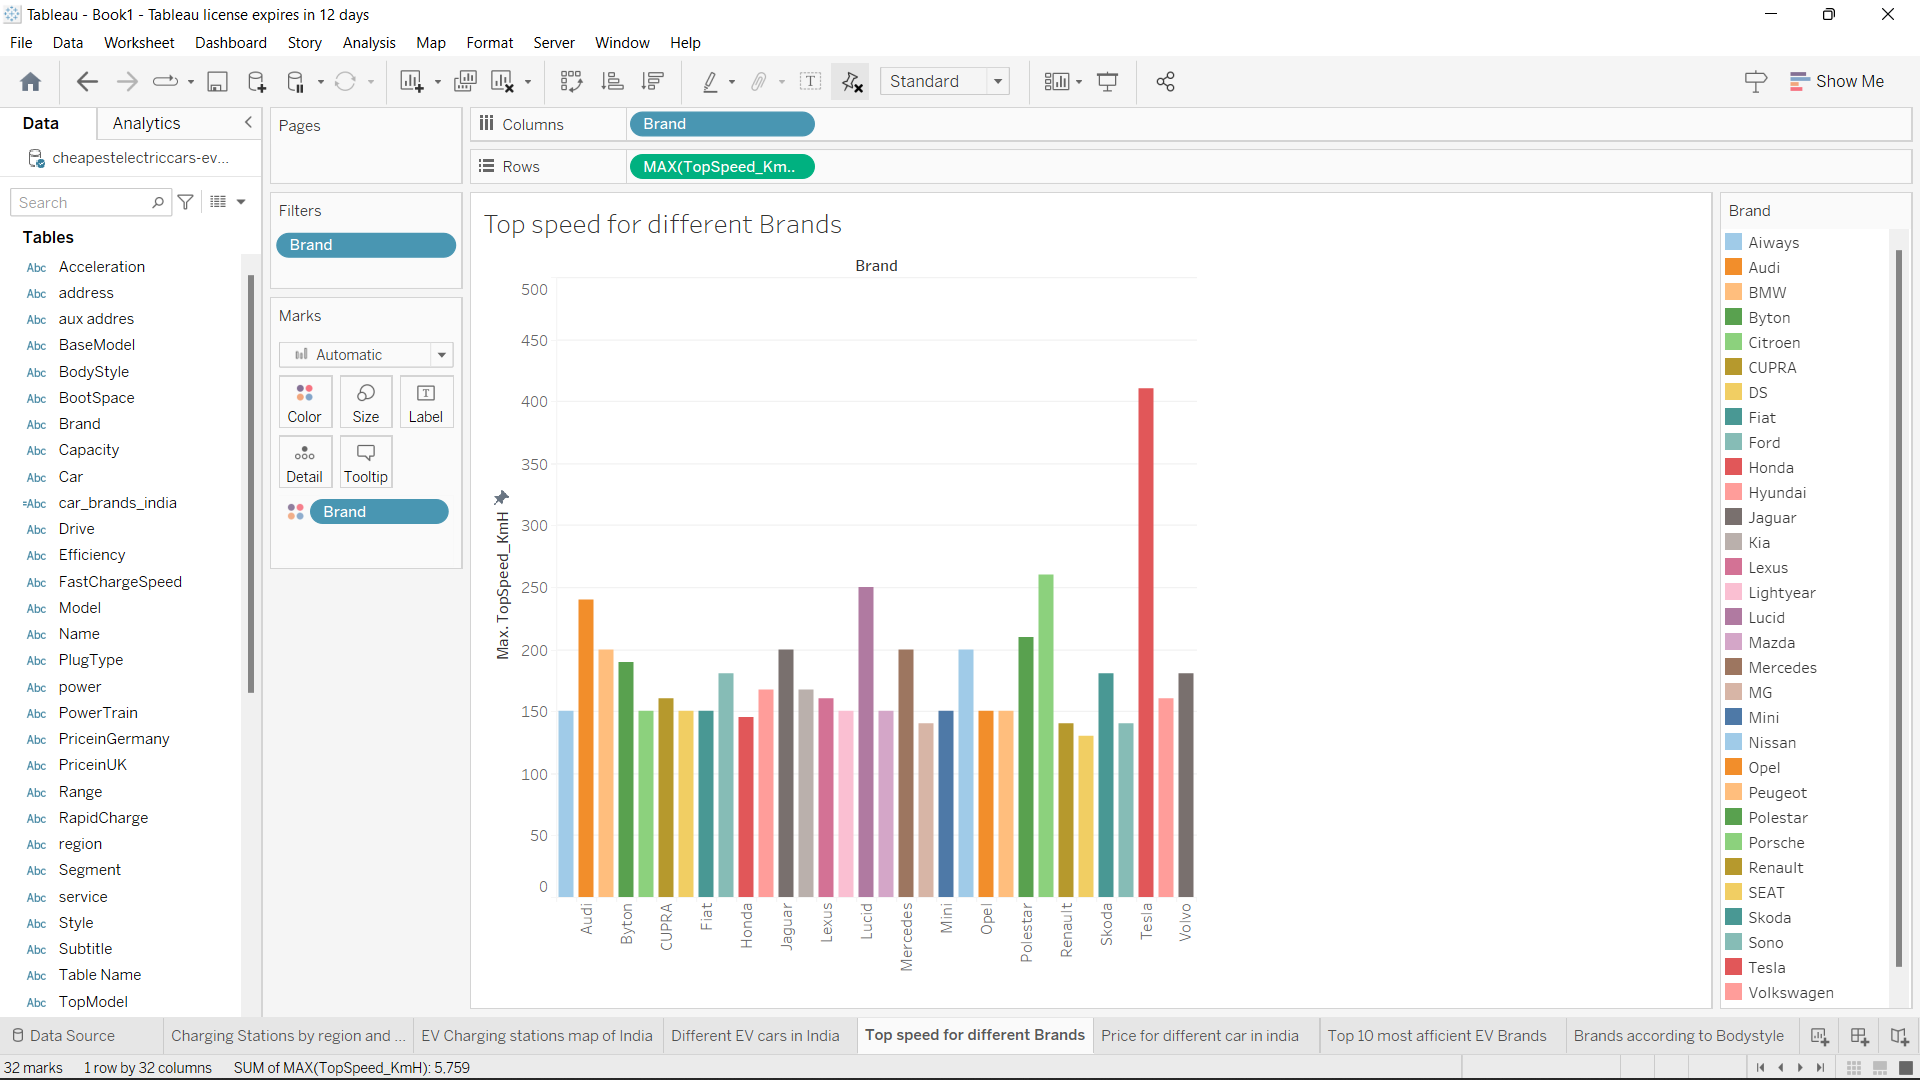 Tableau - Book1 - Tableau license expires in 12 days
File Data Worksheet Dashboard Story Analysis Map Format Server Window Help
Standard
Show Me
Data Analytics
cheapestelectriccars-ev...
Search
Tables
Abc Acceleration
Abc address
Abc aux addres
Abc BaseModel
Abc BodyStyle
Abc BootSpace
Abc Brand
Abc Capacity
Abc Car
=Abc car_brands_india
Abc Drive
Abc Efficiency
Abc FastChargeSpeed
Abc Model
Abc Name
Abc PlugType
Abc power
Abc PowerTrain
Abc PriceinGermany
Abc PriceinUK
Abc Range
Abc RapidCharge
Abc region
Abc Segment
Abc service
Abc Style
Abc Subtitle
Abc Table Name
Abc TopModel
Pages
Filters
Brand
Marks
Automatic
Color Size Label
Detail Tooltip
Brand
Columns Brand
Rows MAX(TopSpeed_Km..
Top speed for different Brands
Brand
Max. TopSpeed_KmH
500
450
400
350
300
250
200
150
100
50
0
Audi
Byton
CUPRA
Fiat
Honda
Jaguar
Lexus
Lucid
Mercedes
Mini
Opel
Polestar
Renault
Skoda
Tesla
Volvo
Brand
Aiways
Audi
BMW
Byton
Citroen
CUPRA
DS
Fiat
Ford
Honda
Hyundai
Jaguar
Kia
Lexus
Lightyear
Lucid
Mazda
Mercedes
MG
Mini
Nissan
Opel
Peugeot
Polestar
Porsche
Renault
SEAT
Skoda
Sono
Tesla
Volkswagen
Data Source Charging Stations by region and ... EV Charging stations map of India Different EV cars in India Top speed for different Brands Price for different car in india Top 10 most afficient EV Brands Brands according to Bodystyle
32 marks 1 row by 32 columns SUM of MAX(TopSpeed_KmH): 5,759